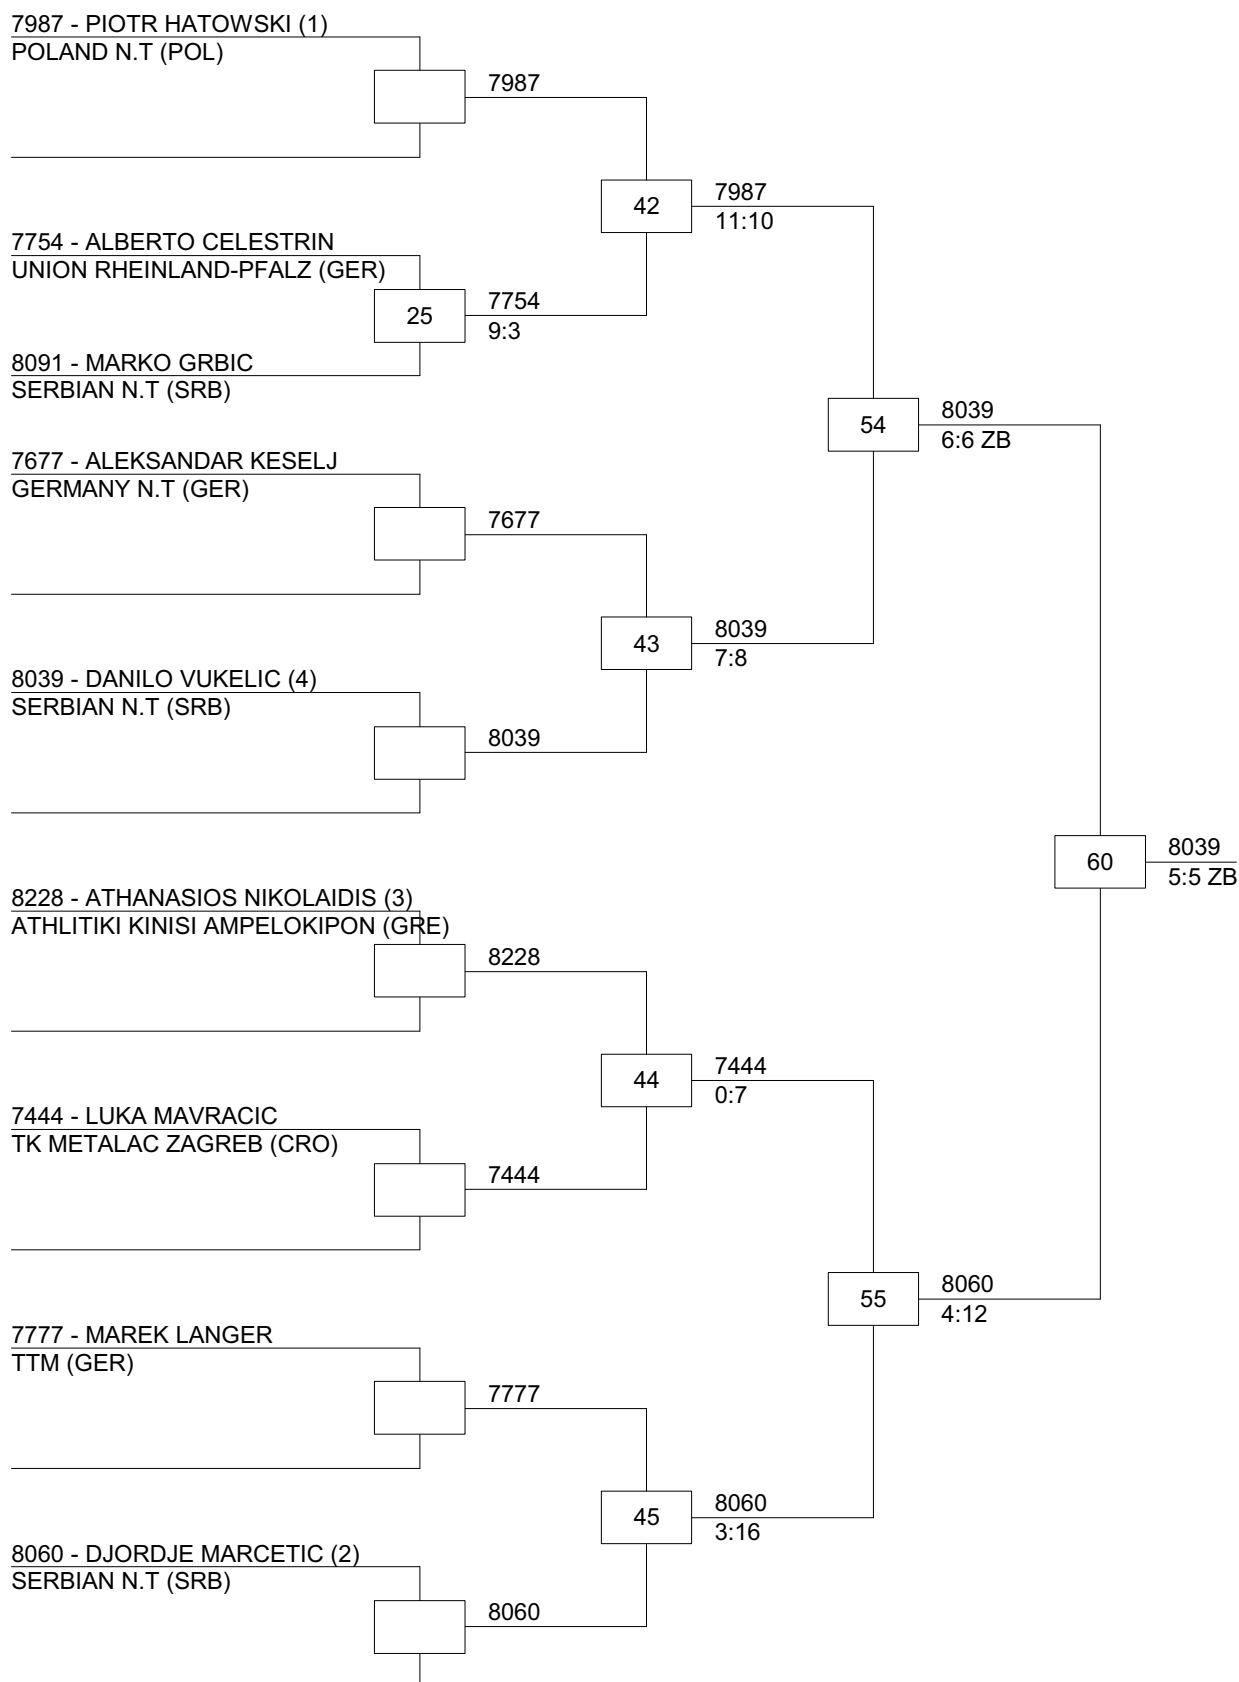 7987 - PIOTR HATOWSKI (1)
POLAND N.T (POL)
7987
42
7987
11:10
7754 - ALBERTO CELESTRIN
UNION RHEINLAND-PFALZ (GER)
25
7754
9:3
8091 - MARKO GRBIC
SERBIAN N.T (SRB)
54
8039
6:6 ZB
7677 - ALEKSANDAR KESELJ
GERMANY N.T (GER)
7677
43
8039
7:8
8039 - DANILO VUKELIC (4)
SERBIAN N.T (SRB)
8039
60
8039
5:5 ZB
8228 - ATHANASIOS NIKOLAIDIS (3)
ATHLITIKI KINISI AMPELOKIPON (GRE)
8228
44
7444
0:7
7444 - LUKA MAVRACIC
TK METALAC ZAGREB (CRO)
7444
55
8060
4:12
7777 - MAREK LANGER
TTM (GER)
7777
45
8060
3:16
8060 - DJORDJE MARCETIC (2)
SERBIAN N.T (SRB)
8060